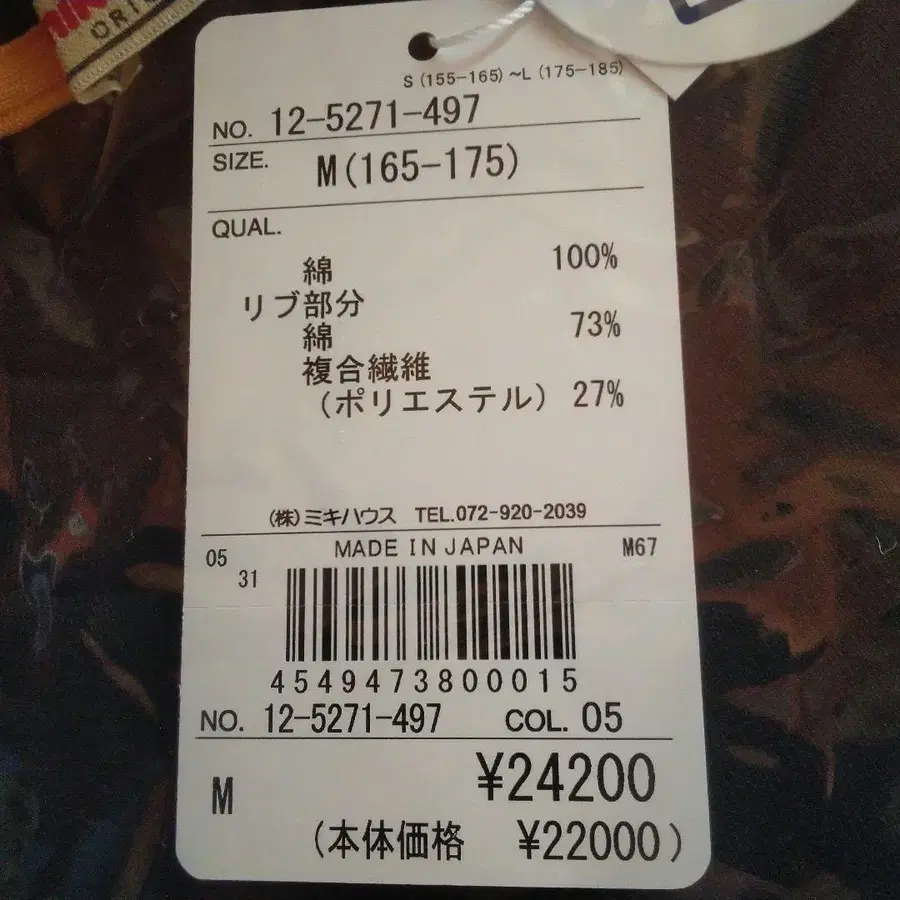 S (155-165) ~L (175-185)
NO. 12-5271-497
SIZE. M(165-175)
QUAL.
綿 100%
リブ部分
綿 73%
複合繊維
(ポリエステル) 27%
(株)ミキハウス TEL.072-920-2039
05 MADE IN JAPAN M67
31
4549473800015
NO. 12-5271-497 COL. 05
M ¥24200
(本体価格 ¥22000)